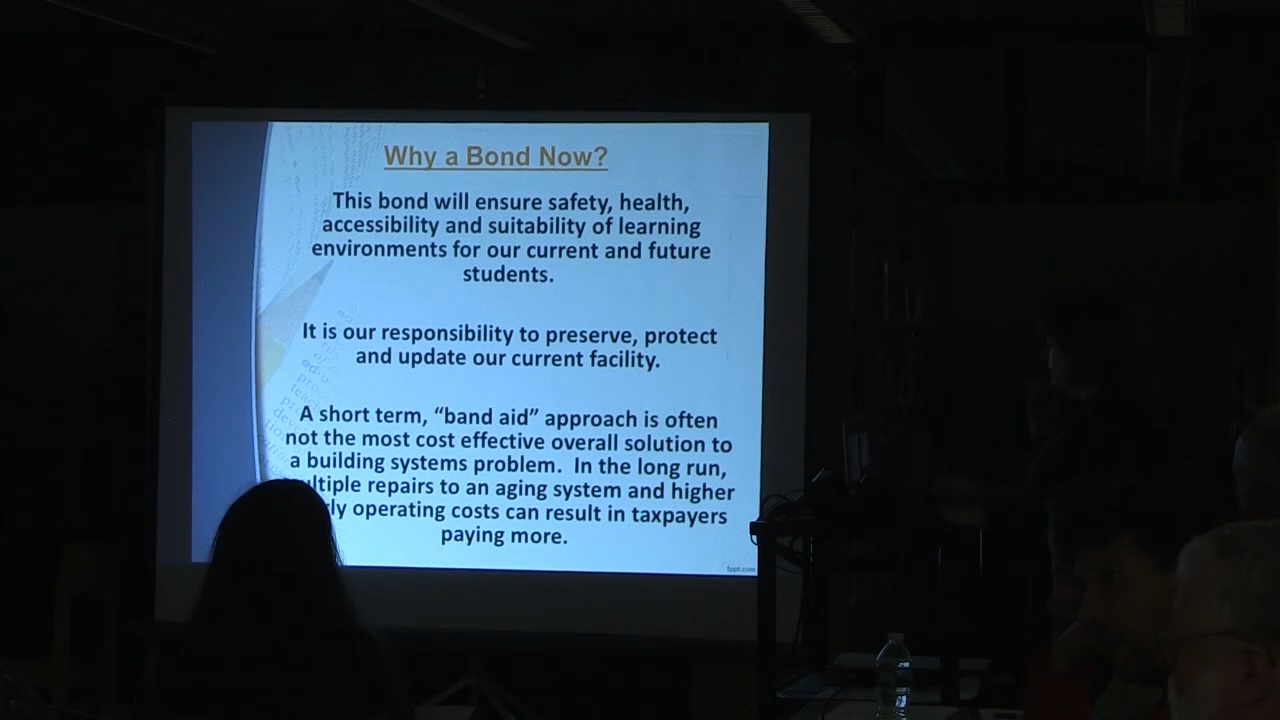 Why a Bond Now?
This bond will ensure safety, health,
accessibility and suitability of learning
environments for our current and future
students.
It is our responsibility to preserve, protect
and update our current facility.
A short term, “band aid” approach is often
not the most cost effective overall solution to
a building systems problem. In the long run,
repairs to an aging system and higher
operating costs can result in taxpayers
paying more.
fppt.com